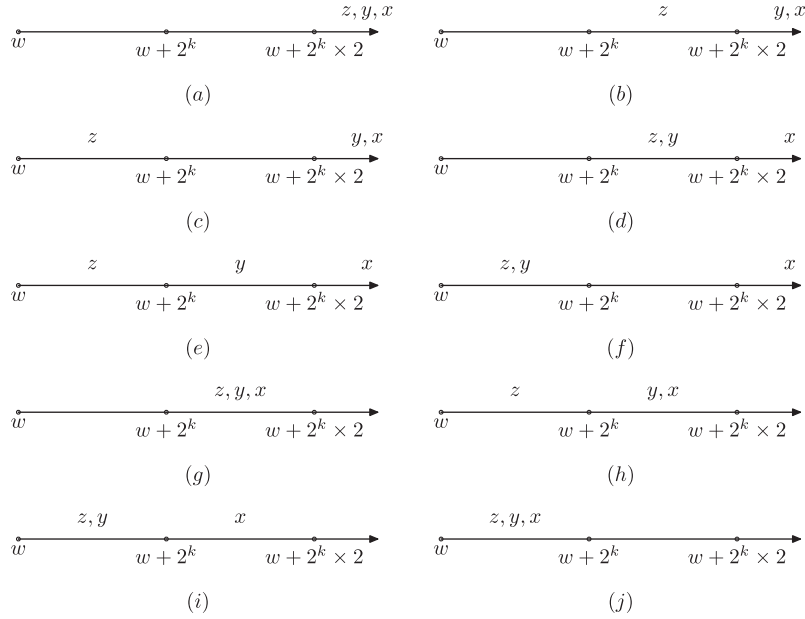 z, y, x
w w + 2^k w + 2^k × 2
(a)
z y, x
w w + 2^k w + 2^k × 2
(b)
z y, x
w w + 2^k w + 2^k × 2
(c)
z, y x
w w + 2^k w + 2^k × 2
(d)
z y x
w w + 2^k w + 2^k × 2
(e)
z, y x
w w + 2^k w + 2^k × 2
(f)
z, y, x
w w + 2^k w + 2^k × 2
(g)
z y, x
w w + 2^k w + 2^k × 2
(h)
z, y x
w w + 2^k w + 2^k × 2
(i)
z, y, x
w w + 2^k w + 2^k × 2
(j)